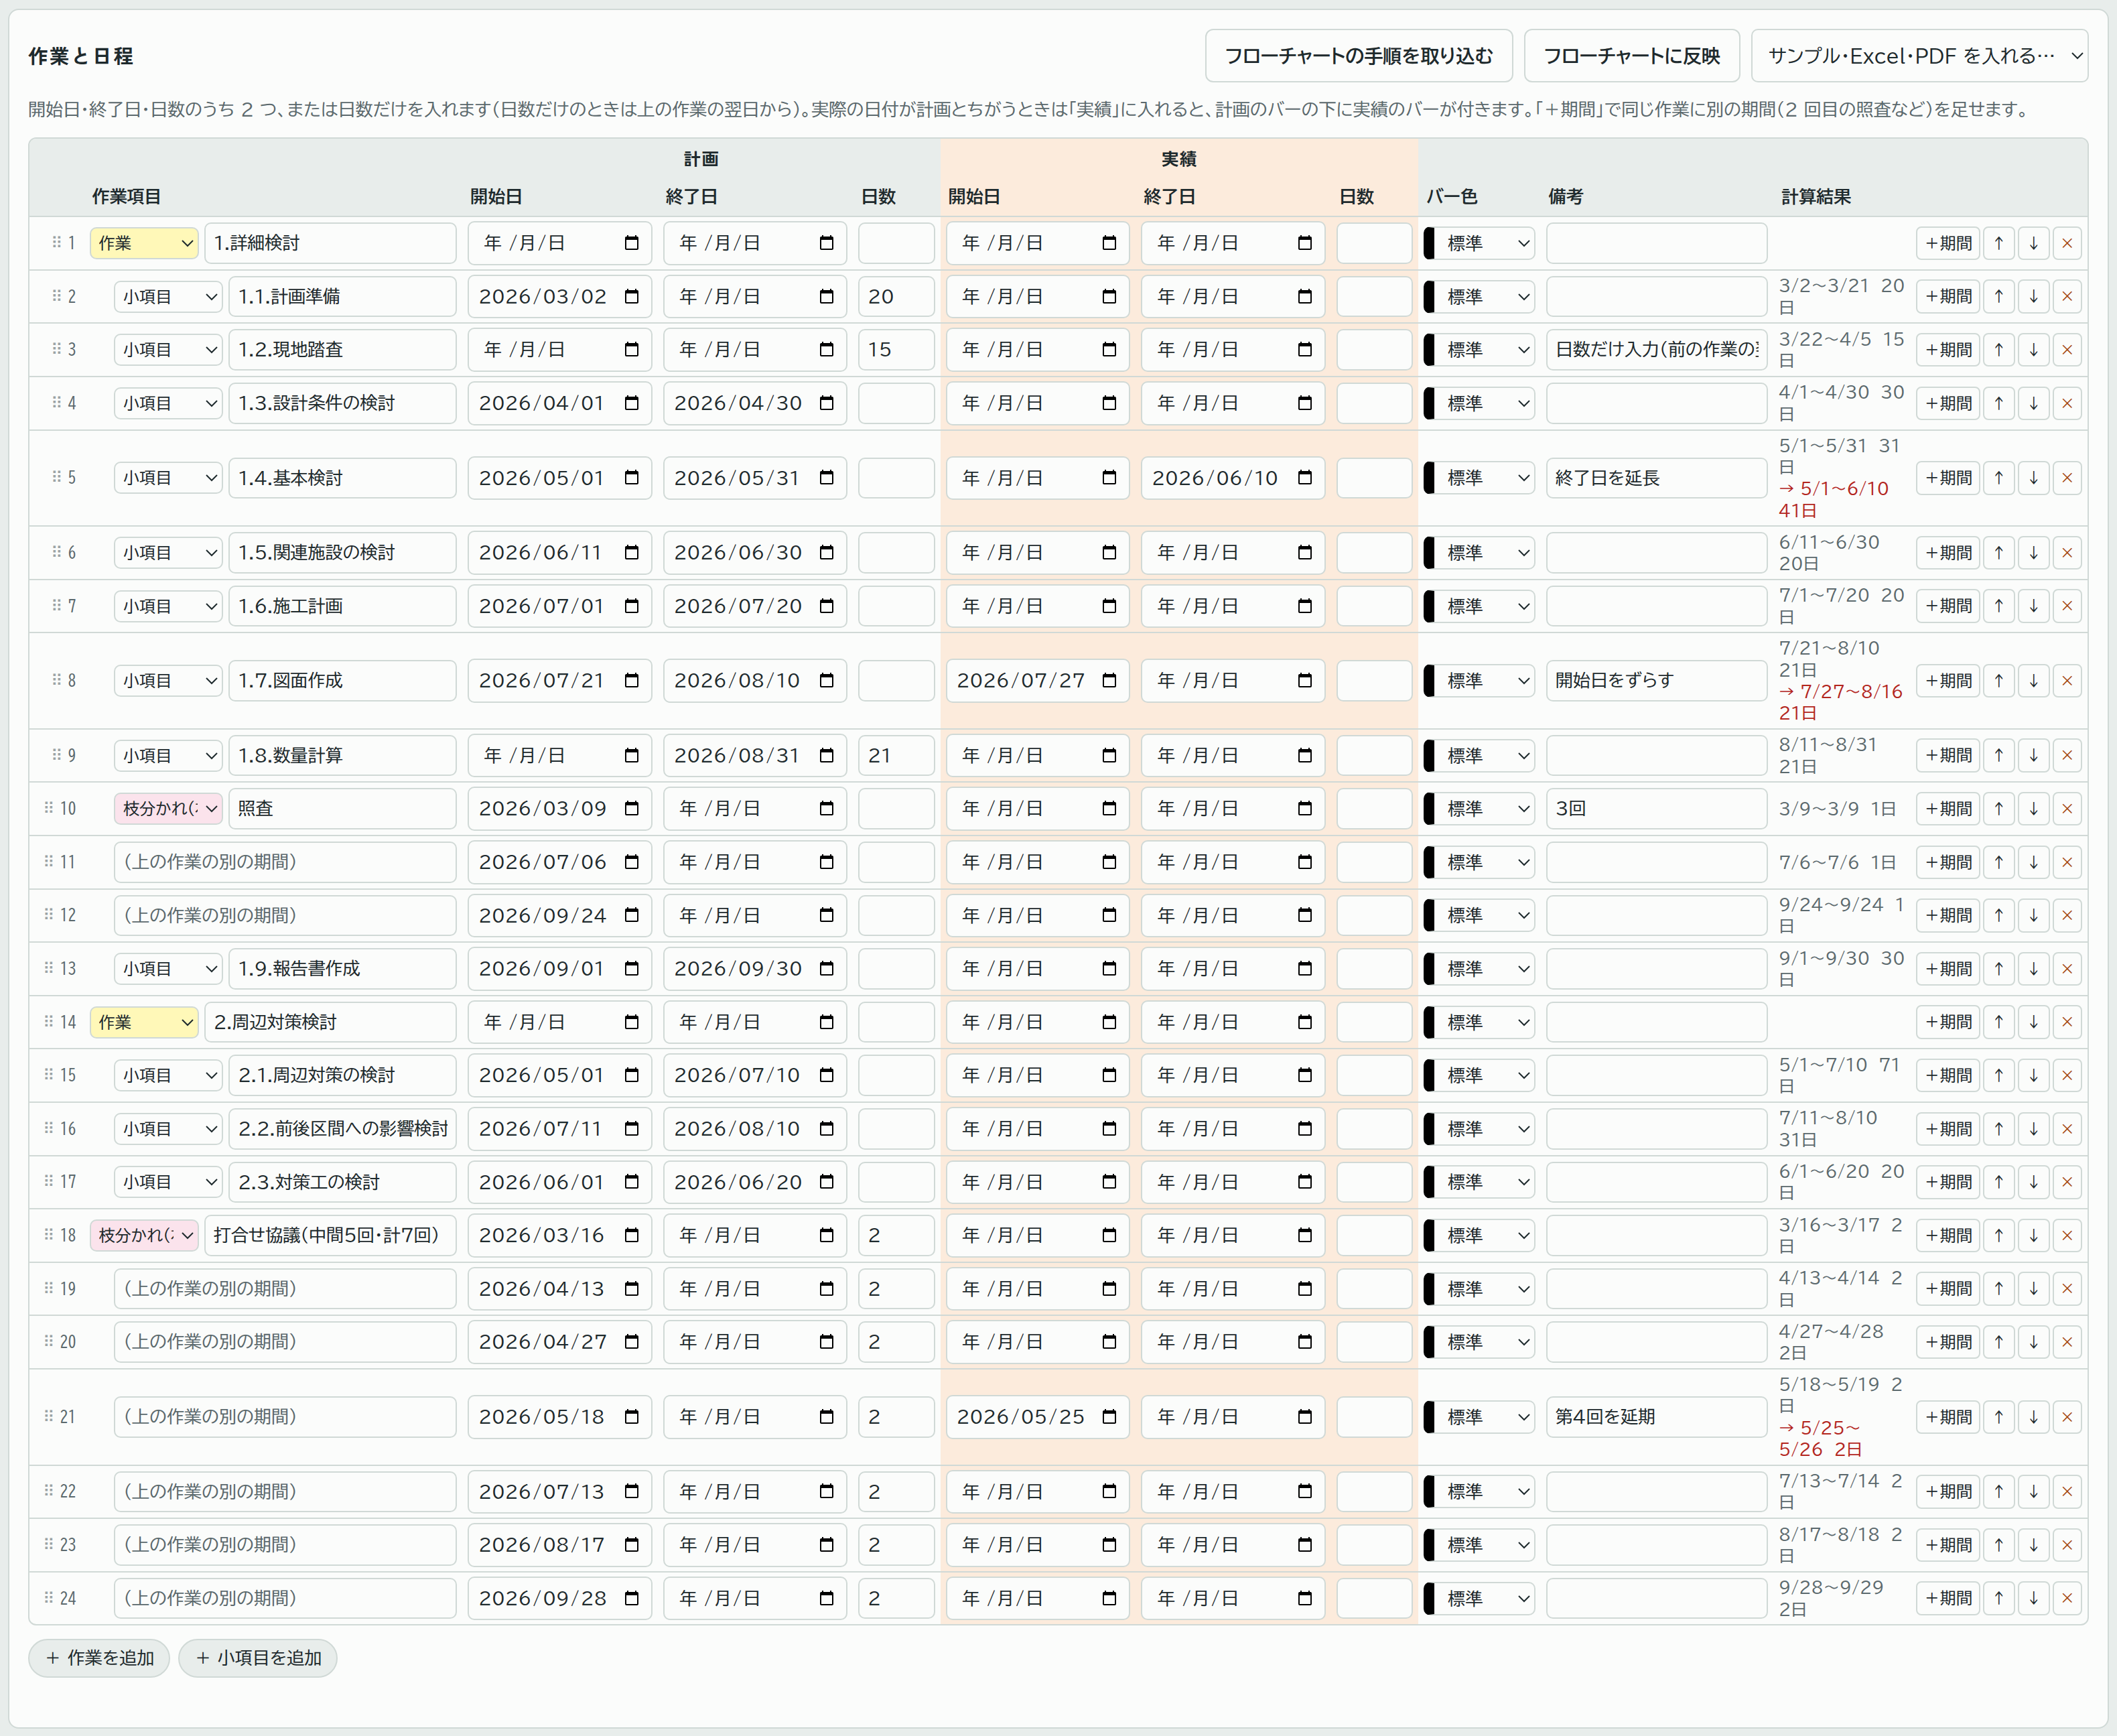 作業と日程
フローチャートの手順を取り込む フローチャートに反映 サンプル・Excel・PDF を入れる…
開始日・終了日・日数のうち 2 つ、または日数だけを入れます(日数だけのときは上の作業の翌日から)。実際の日付が計画とちがうときは「実績」に入れると、計画のバーの下に実績のバーが付きます。「+期間」で同じ作業に別の期間(2 回目の照査など)を足せます。
計画 実績
作業項目 開始日 終了日 日数 開始日 終了日 日数 バー色 備考 計算結果
1 作業 1.詳細検討 年 /月/日 年 /月/日 年 /月/日 年 /月/日 標準 +期間 ↑ ↓ ×
2 小項目 1.1.計画準備 2026/03/02 年 /月/日 20 年 /月/日 年 /月/日 標準 3/2～3/21 20日 +期間 ↑ ↓ ×
3 小項目 1.2.現地踏査 年 /月/日 年 /月/日 15 年 /月/日 年 /月/日 標準 日数だけ入力(前の作業の 3/22～4/5 15日 +期間 ↑ ↓ ×
4 小項目 1.3.設計条件の検討 2026/04/01 2026/04/30 年 /月/日 年 /月/日 標準 4/1～4/30 30日 +期間 ↑ ↓ ×
5 小項目 1.4.基本検討 2026/05/01 2026/05/31 年 /月/日 2026/06/10 標準 終了日を延長 5/1～5/31 31日 → 5/1～6/10 41日 +期間 ↑ ↓ ×
6 小項目 1.5.関連施設の検討 2026/06/11 2026/06/30 年 /月/日 年 /月/日 標準 6/11～6/30 20日 +期間 ↑ ↓ ×
7 小項目 1.6.施工計画 2026/07/01 2026/07/20 年 /月/日 年 /月/日 標準 7/1～7/20 20日 +期間 ↑ ↓ ×
8 小項目 1.7.図面作成 2026/07/21 2026/08/10 2026/07/27 年 /月/日 標準 開始日をずらす 7/21～8/10 21日 → 7/27～8/16 21日 +期間 ↑ ↓ ×
9 小項目 1.8.数量計算 年 /月/日 2026/08/31 21 年 /月/日 年 /月/日 標準 8/11～8/31 21日 +期間 ↑ ↓ ×
10 枝分かれ( 照査 2026/03/09 年 /月/日 年 /月/日 年 /月/日 標準 3回 3/9～3/9 1日 +期間 ↑ ↓ ×
11 (上の作業の別の期間) 2026/07/06 年 /月/日 年 /月/日 年 /月/日 標準 7/6～7/6 1日 +期間 ↑ ↓ ×
12 (上の作業の別の期間) 2026/09/24 年 /月/日 年 /月/日 年 /月/日 標準 9/24～9/24 1日 +期間 ↑ ↓ ×
13 小項目 1.9.報告書作成 2026/09/01 2026/09/30 年 /月/日 年 /月/日 標準 9/1～9/30 30日 +期間 ↑ ↓ ×
14 作業 2.周辺対策検討 年 /月/日 年 /月/日 年 /月/日 年 /月/日 標準 +期間 ↑ ↓ ×
15 小項目 2.1.周辺対策の検討 2026/05/01 2026/07/10 年 /月/日 年 /月/日 標準 5/1～7/10 71日 +期間 ↑ ↓ ×
16 小項目 2.2.前後区間への影響検討 2026/07/11 2026/08/10 年 /月/日 年 /月/日 標準 7/11～8/10 31日 +期間 ↑ ↓ ×
17 小項目 2.3.対策工の検討 2026/06/01 2026/06/20 年 /月/日 年 /月/日 標準 6/1～6/20 20日 +期間 ↑ ↓ ×
18 枝分かれ( 打合せ協議(中間5回・計7回) 2026/03/16 年 /月/日 2 年 /月/日 年 /月/日 標準 3/16～3/17 2日 +期間 ↑ ↓ ×
19 (上の作業の別の期間) 2026/04/13 年 /月/日 2 年 /月/日 年 /月/日 標準 4/13～4/14 2日 +期間 ↑ ↓ ×
20 (上の作業の別の期間) 2026/04/27 年 /月/日 2 年 /月/日 年 /月/日 標準 4/27～4/28 2日 +期間 ↑ ↓ ×
21 (上の作業の別の期間) 2026/05/18 年 /月/日 2 2026/05/25 年 /月/日 標準 第4回を延期 5/18～5/19 2日 → 5/25～5/26 2日 +期間 ↑ ↓ ×
22 (上の作業の別の期間) 2026/07/13 年 /月/日 2 年 /月/日 年 /月/日 標準 7/13～7/14 2日 +期間 ↑ ↓ ×
23 (上の作業の別の期間) 2026/08/17 年 /月/日 2 年 /月/日 年 /月/日 標準 8/17～8/18 2日 +期間 ↑ ↓ ×
24 (上の作業の別の期間) 2026/09/28 年 /月/日 2 年 /月/日 年 /月/日 標準 9/28～9/29 2日 +期間 ↑ ↓ ×
+ 作業を追加 + 小項目を追加